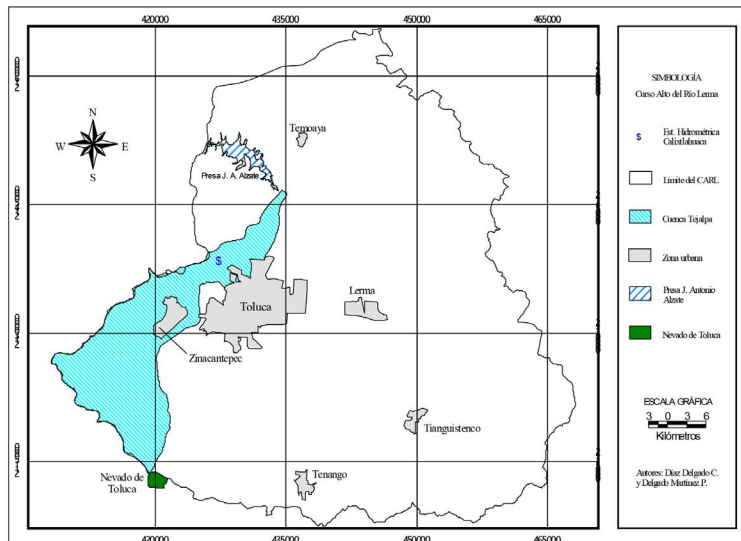 420000 435000 450000 465000
N
W E
S
Temoaya
Presa J. A. Alzate
$
Toluca
Lerma
Zinacantepec
Tianguistenco
Nevado de
Toluca
Tenango
420000 435000 450000 465000
SIMBOLOGÍA
Curso Alto del Río Lerma
$ Est. Hidrométrica
Calixtlahuaca
Límite del CARL
Cuenca Tejalpa
Zona urbana
Presa J. Antonio
Alzate
Nevado de Toluca
ESCALA GRÁFICA
3 0 3 6
Kilómetros
Autores: Díaz Delgado C.
y Delgado Martínez P.